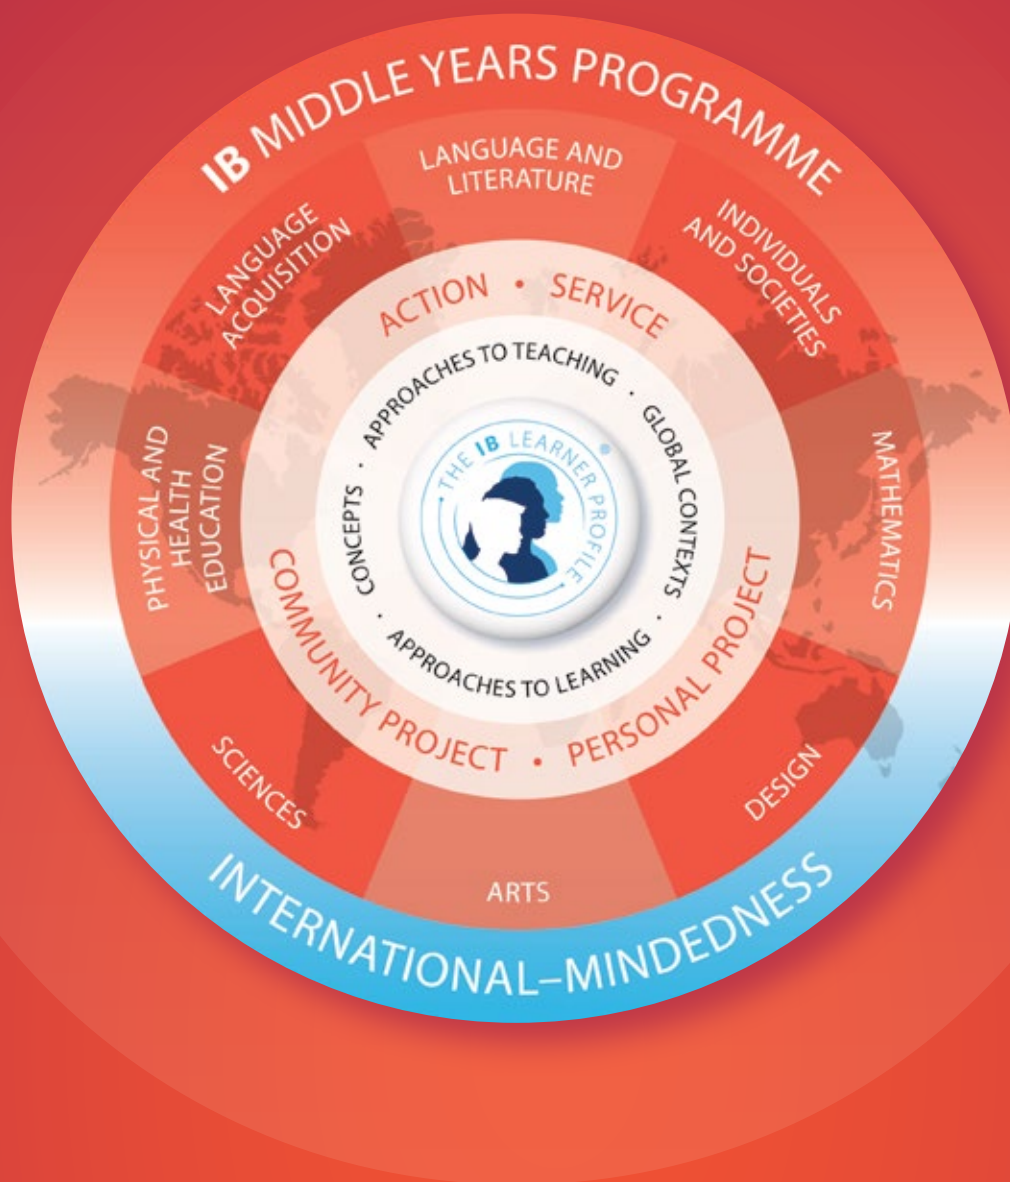 IB MIDDLE YEARS PROGRAMME
LANGUAGE AND
LITERATURE
INDIVIDUALS
AND SOCIETIES
MATHEMATICS
DESIGN
ARTS
SCIENCES
PHYSICAL AND
HEALTH
EDUCATION
LANGUAGE
ACQUISITION
ACTION • SERVICE
PERSONAL PROJECT •
COMMUNITY PROJECT
APPROACHES TO TEACHING •
GLOBAL CONTEXTS •
APPROACHES TO LEARNING •
CONCEPTS •
• THE IB LEARNER PROFILE •
®
INTERNATIONAL–MINDEDNESS